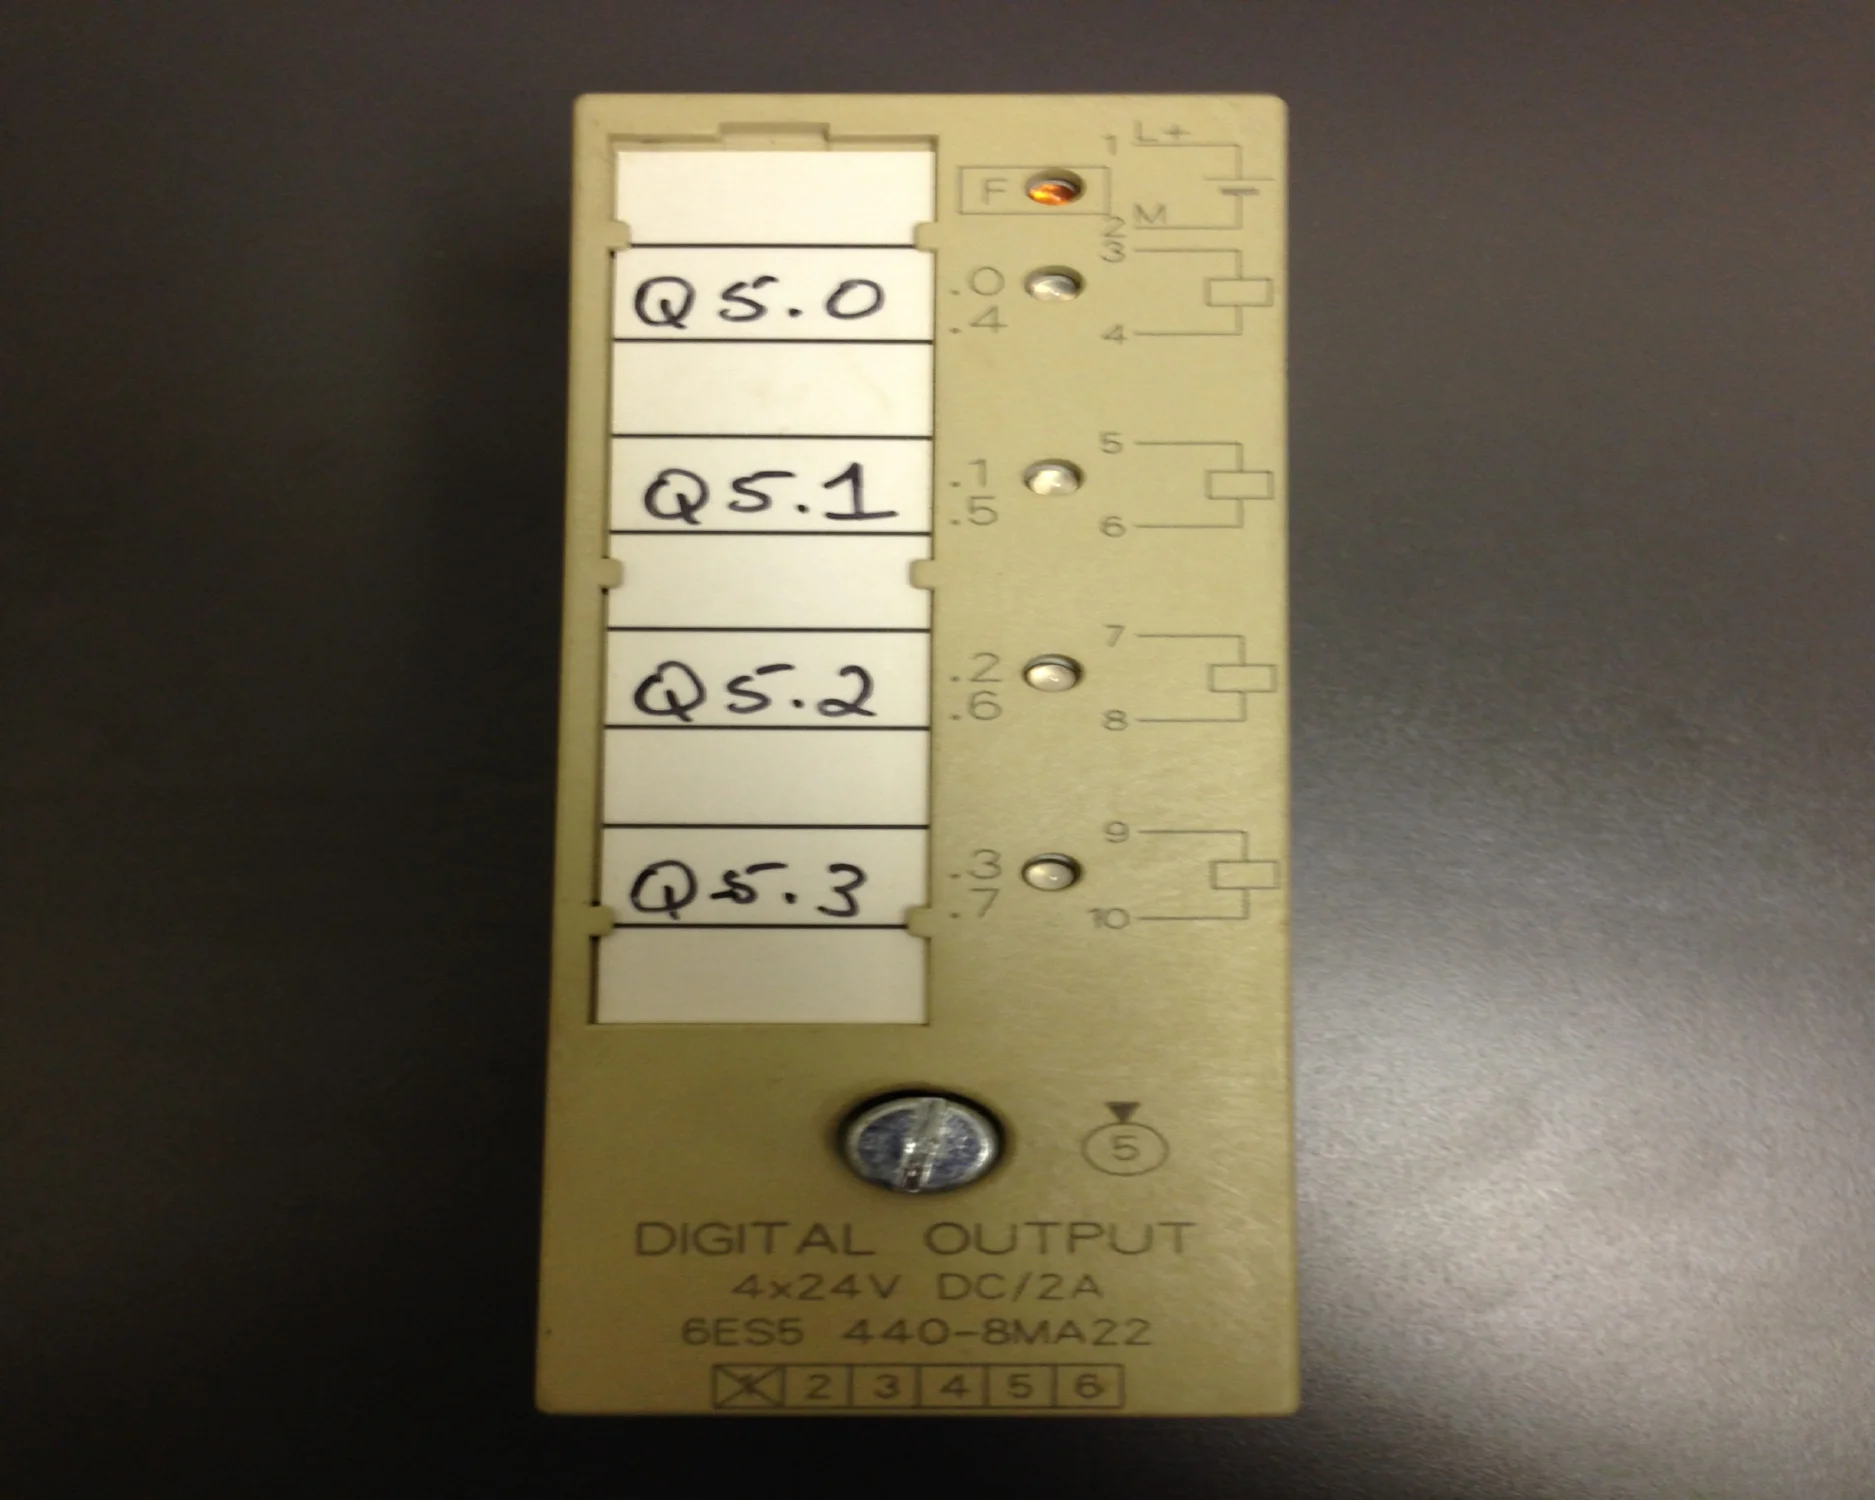 1 L+
F
2 M
Q5.0 .0 3
.4 4
Q5.1 .1 5
.5 6
Q5.2 .2 7
.6 8
Q5.3 .3 9
.7 10
5
DIGITAL OUTPUT
4x24V DC/2A
6ES5 440-8MA22
1 2 3 4 5 6